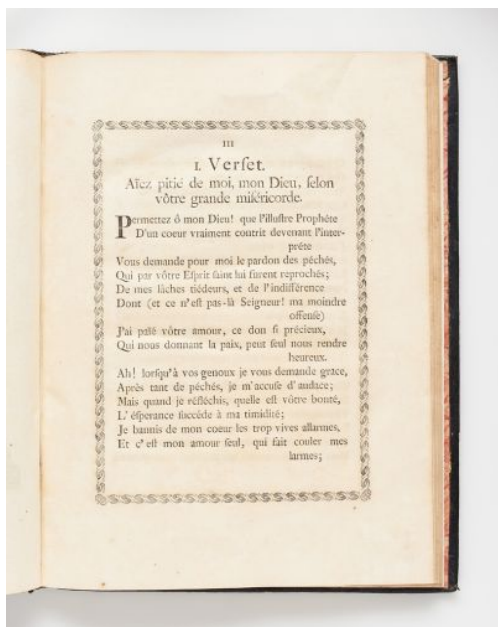 III
I. Verſet.
Aïez pitié de moi, mon Dieu, ſelon
vôtre grande miſéricorde.
Permettez ô mon Dieu! que l'illuſtre Prophéte
D'un coeur vraiment contrit devenant l'inter-
préte
Vous demande pour moi le pardon des péchés,
Qui par vôtre Eſprit ſaint lui furent reprochés;
De mes lâches tiédeurs, et de l'indifférence
Dont (et ce n'eſt pas-là Seigneur! ma moindre
offenſe)
J'ai païé vôtre amour, ce don ſi précieux,
Qui nous donnant la paix, peut ſeul nous rendre
heureux.
Ah! lorſqu'à vos genoux je vous demande grace,
Après tant de péchés, je m'accuſe d'audace;
Mais quand je réfléchis, quelle eſt vôtre bonté,
L'éſperance ſuccéde à ma timidité;
Je bannis de mon coeur les trop vives allarmes,
Et c'eſt mon amour ſeul, qui fait couler mes
larmes;